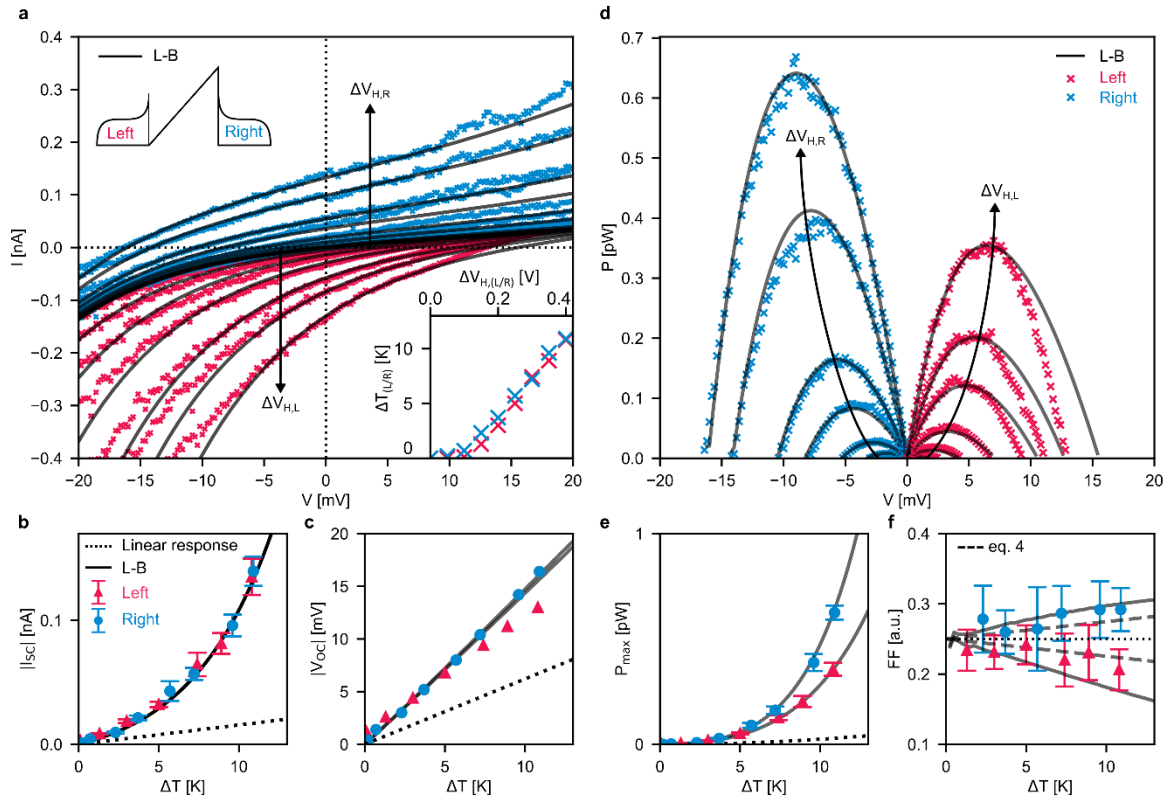 a
0.4
0.3
0.2
0.1
0.0
−0.1
−0.2
−0.3
−0.4
I [nA]
L-B
Left
Right
ΔV_H,R
ΔV_H,L
ΔV_H,(L/R) [V]
0.0 0.2 0.4
10
5
0
ΔT_(L/R) [K]
−20 −15 −10 −5 0 5 10 15 20
V [mV]
d
0.7
0.6
0.5
0.4
0.3
0.2
0.1
0.0
P [pW]
L-B
Left
Right
ΔV_H,R
ΔV_H,L
−20 −15 −10 −5 0 5 10 15 20
V [mV]
b
0.1
0.0
|I_SC| [nA]
Linear response
L-B
Left
Right
0 5 10
ΔT [K]
c
20
15
10
5
0
|V_OC| [mV]
0 5 10
ΔT [K]
e
1
0
P_max [pW]
0 5 10
ΔT [K]
f
0.4
0.3
0.2
0.1
FF [a.u.]
eq. 4
0 5 10
ΔT [K]